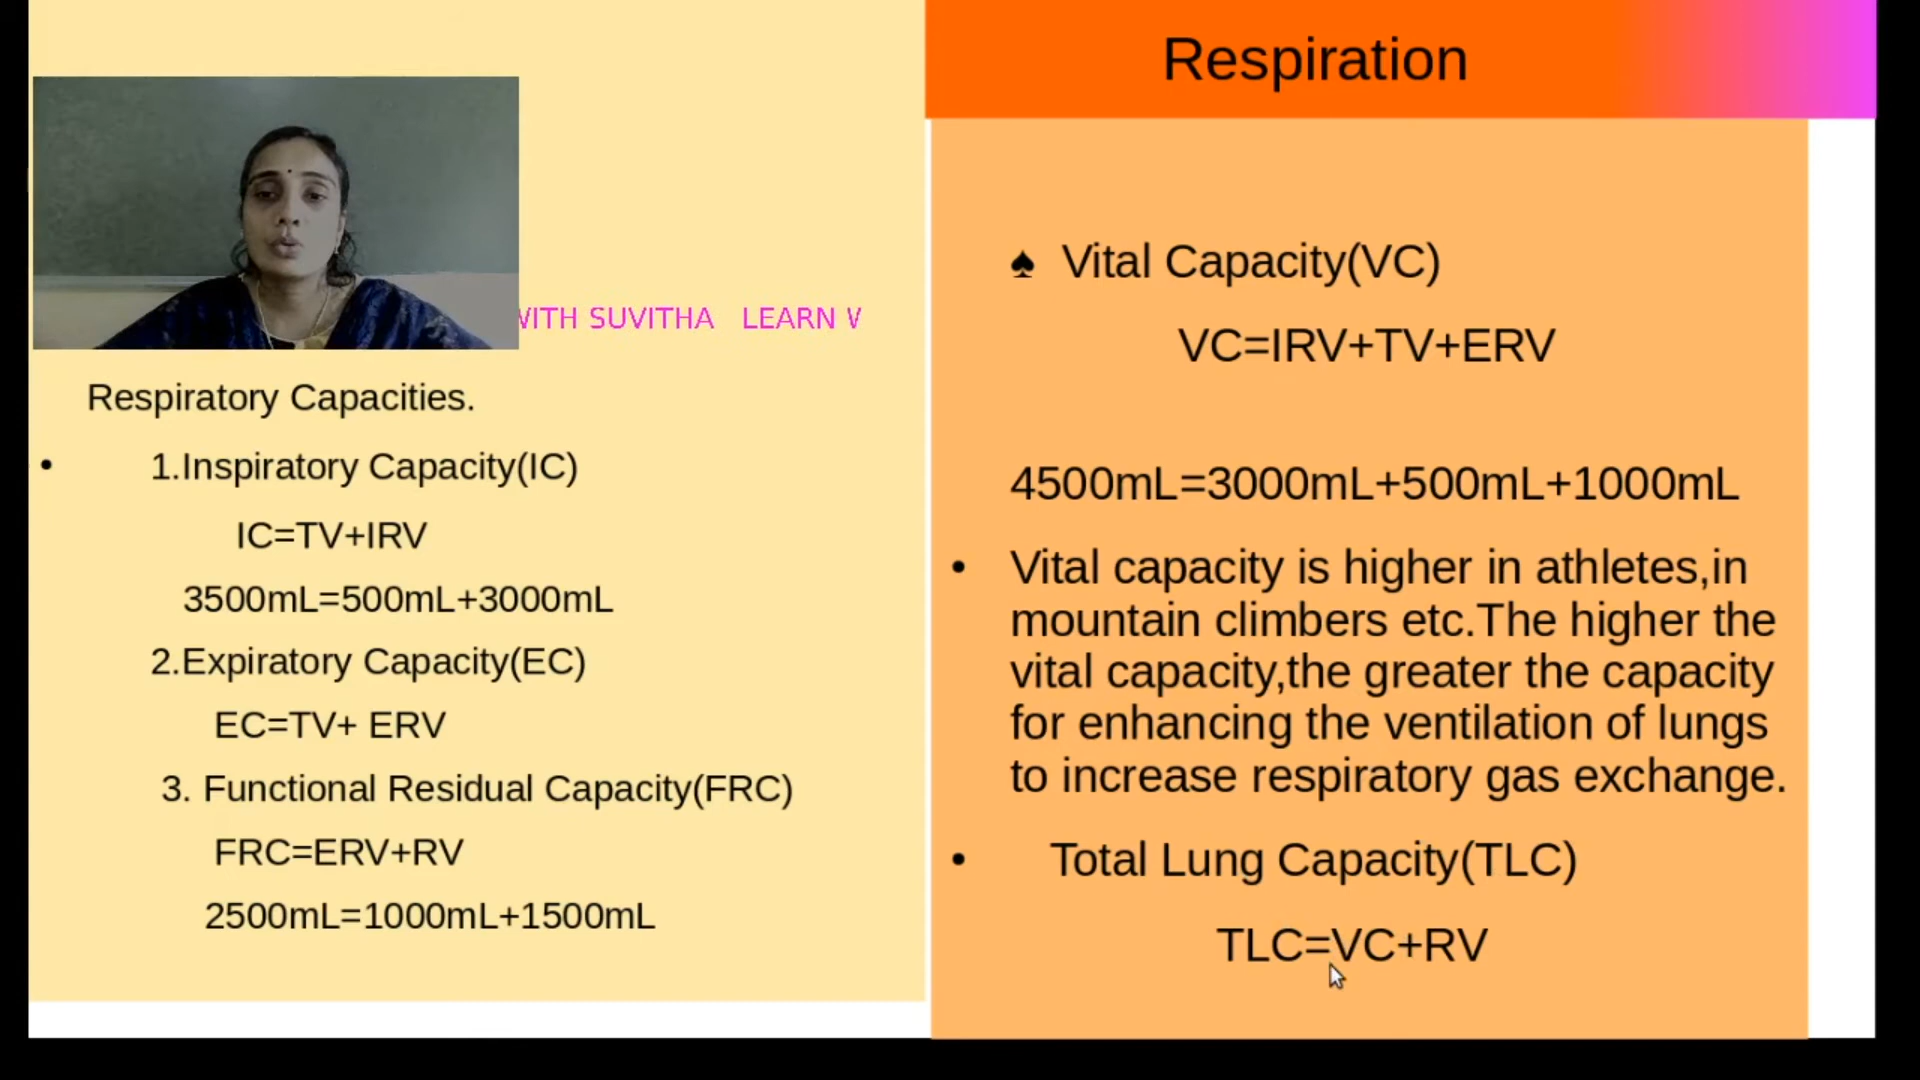 Respiration
WITH SUVITHA LEARN
Respiratory Capacities.
• 1.Inspiratory Capacity(IC)
IC=TV+IRV
3500mL=500mL+3000mL
2.Expiratory Capacity(EC)
EC=TV+ ERV
3. Functional Residual Capacity(FRC)
FRC=ERV+RV
2500mL=1000mL+1500mL
♠ Vital Capacity(VC)
VC=IRV+TV+ERV
4500mL=3000mL+500mL+1000mL
• Vital capacity is higher in athletes,in
mountain climbers etc.The higher the
vital capacity,the greater the capacity
for enhancing the ventilation of lungs
to increase respiratory gas exchange.
• Total Lung Capacity(TLC)
TLC=VC+RV